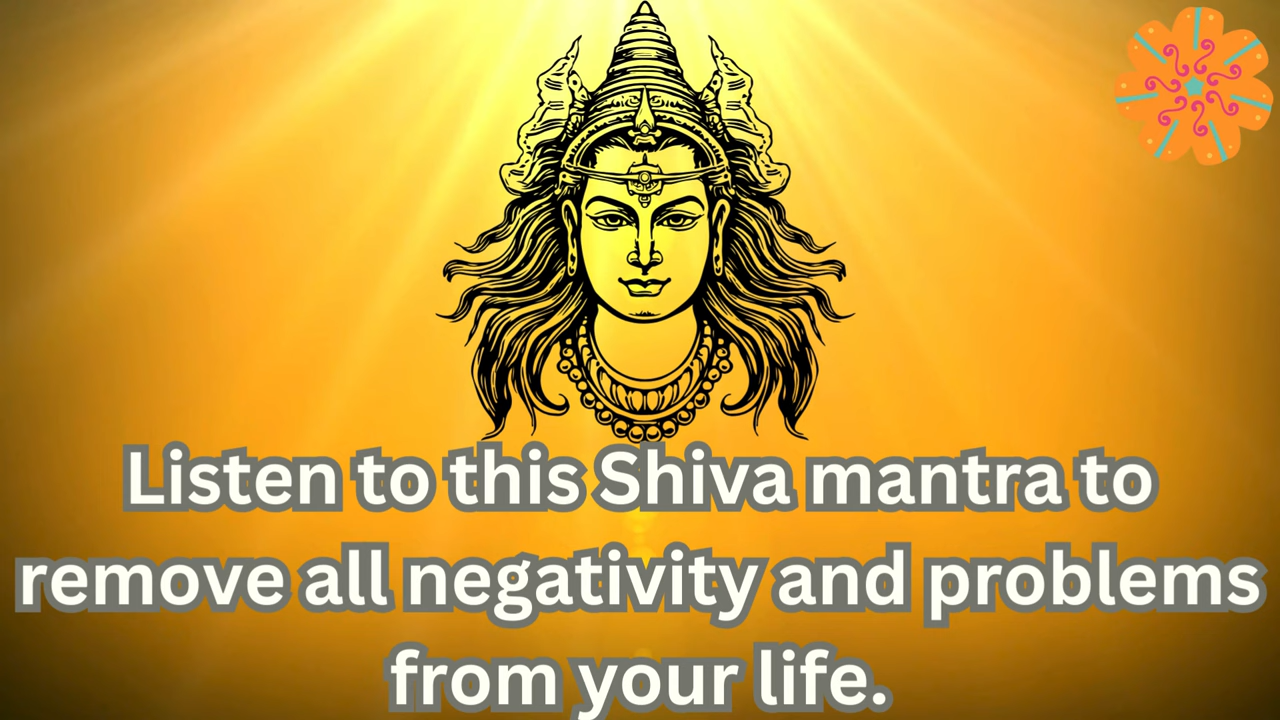 Listen to this Shiva mantra to
remove all negativity and problems
from your life.